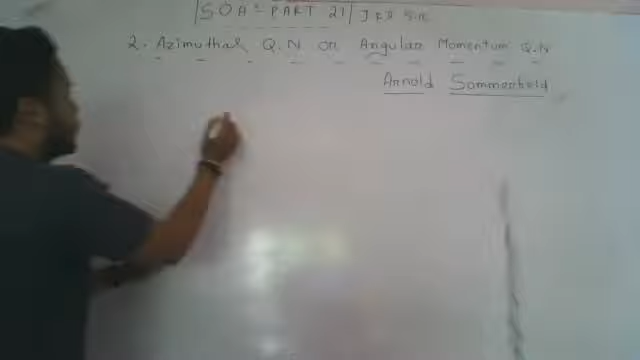 SOA - PART 21 | J F I S.R.
2. Azimuthal Q.N or Angular Momentum Q.N
Arnold Sommerfeld